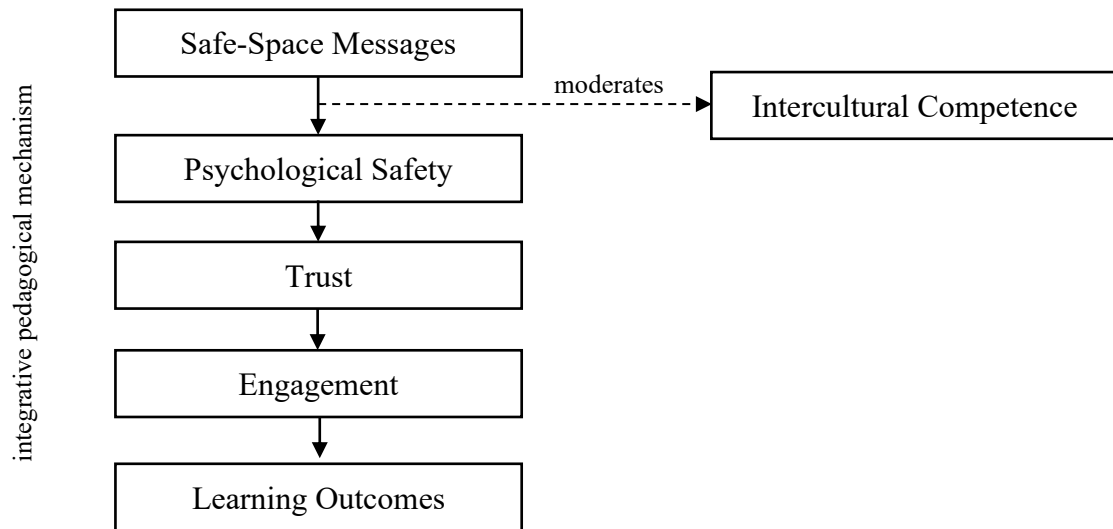 Safe-Space Messages
moderates
Intercultural Competence
Psychological Safety
Trust
Engagement
Learning Outcomes
integrative pedagogical mechanism